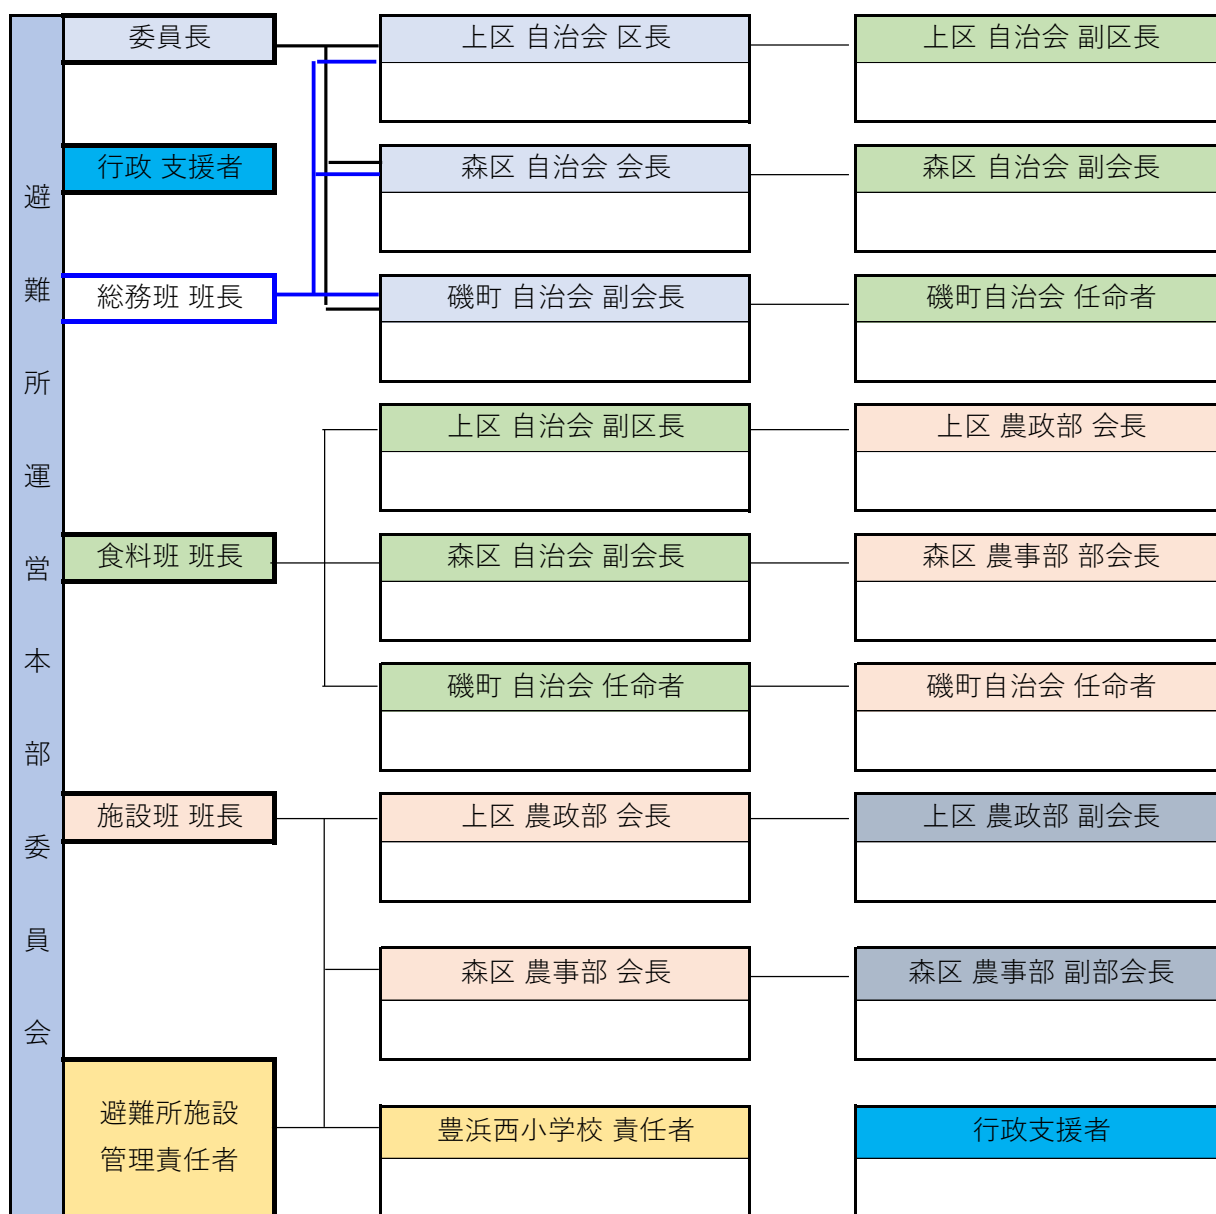 避難所運営本部委員会
委員長
上区 自治会 区長
上区 自治会 副区長
行政 支援者
森区 自治会 会長
森区 自治会 副会長
総務班 班長
磯町 自治会 副会長
磯町自治会 任命者
上区 自治会 副区長
上区 農政部 会長
食料班 班長
森区 自治会 副会長
森区 農事部 部会長
磯町 自治会 任命者
磯町自治会 任命者
施設班 班長
上区 農政部 会長
上区 農政部 副会長
森区 農事部 会長
森区 農事部 副部会長
避難所施設
管理責任者
豊浜西小学校 責任者
行政支援者